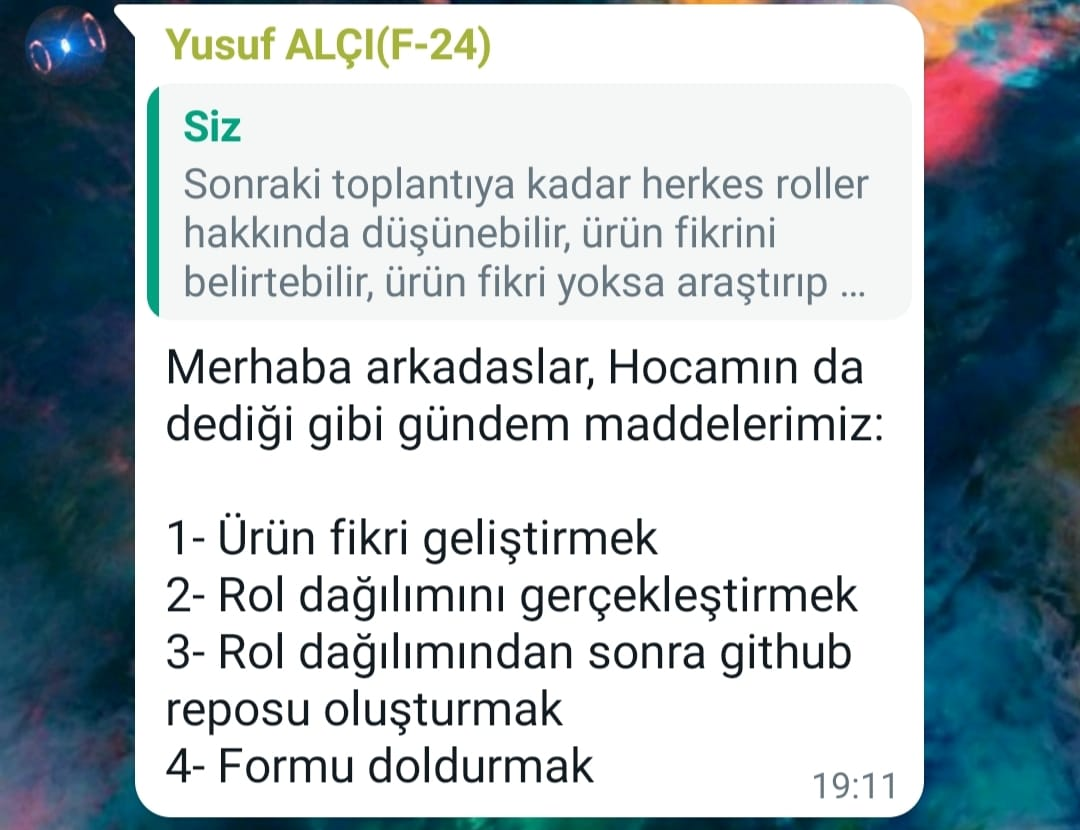 Yusuf ALÇI(F-24)
Siz
Sonraki toplantıya kadar herkes roller
hakkında düşünebilir, ürün fikrini
belirtebilir, ürün fikri yoksa araştırıp ...
Merhaba arkadaslar, Hocamın da
dediği gibi gündem maddelerimiz:
1- Ürün fikri geliştirmek
2- Rol dağılımını gerçekleştirmek
3- Rol dağılımından sonra github
reposu oluşturmak
4- Formu doldurmak
19:11